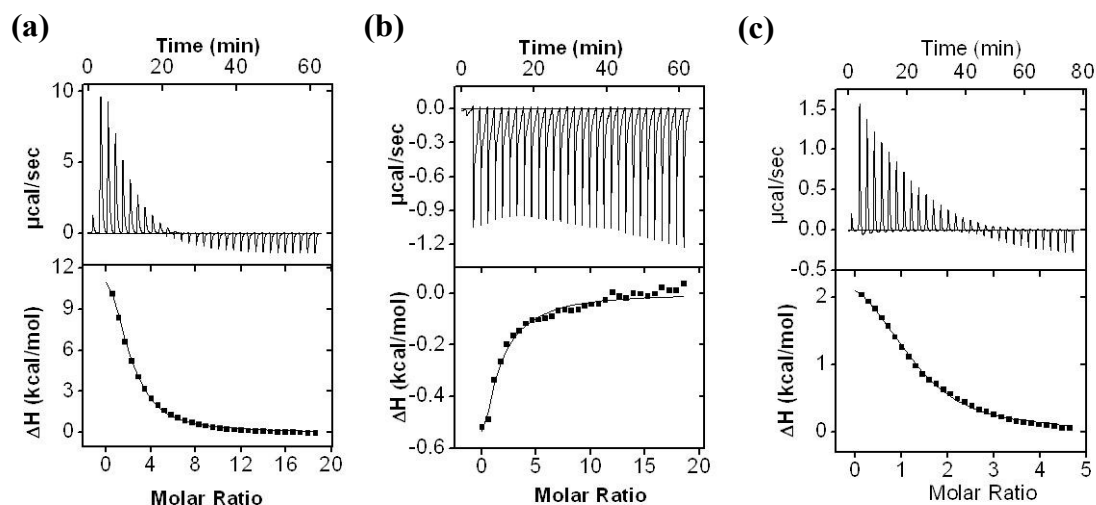 (a)
Time (min)
0 20 40 60
10
5
0
µcal/sec
12
9
6
3
0
ΔH (kcal/mol)
0 4 8 12 16 20
Molar Ratio
(b)
Time (min)
0 10 20 30 40 50 60
0.0
-0.3
-0.6
-0.9
-1.2
µcal/sec
0.0
-0.2
-0.4
-0.6
ΔH (kcal/mol)
0 5 10 15 20
Molar Ratio
(c)
Time (min)
0 20 40 60 80
1.5
1.0
0.5
0.0
-0.5
µcal/sec
2
1
0
ΔH (kcal/mol)
0 1 2 3 4 5
Molar Ratio